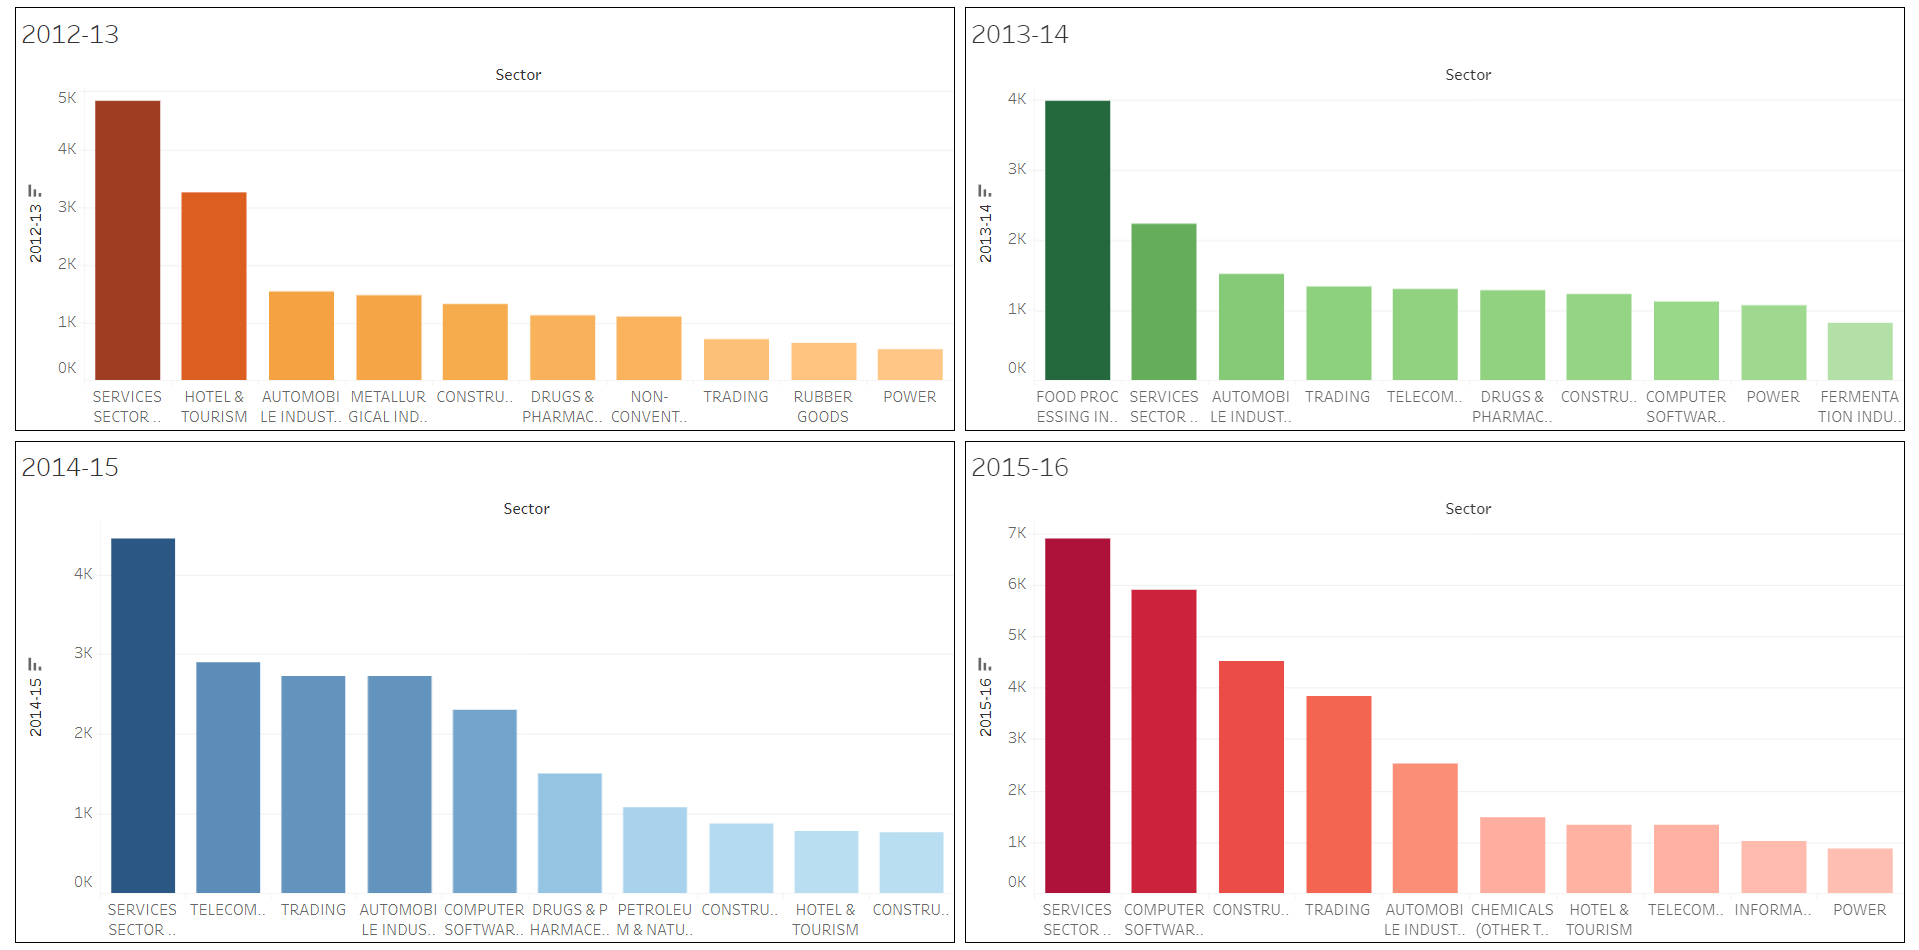 2012-13
Sector
5K
4K
3K
2K
1K
0K
2012-13
SERVICES
SECTOR ..
HOTEL &
TOURISM
AUTOMOBI
LE INDUST..
METALLUR
GICAL IND..
CONSTRU..
DRUGS &
PHARMAC..
NON-
CONVENT..
TRADING
RUBBER
GOODS
POWER
2013-14
Sector
4K
3K
2K
1K
0K
2013-14
FOOD PROC
ESSING IN..
SERVICES
SECTOR ..
AUTOMOBI
LE INDUST..
TRADING
TELECOM..
DRUGS &
PHARMAC..
CONSTRU..
COMPUTER
SOFTWAR..
POWER
FERMENTA
TION INDU..
2014-15
Sector
4K
3K
2K
1K
0K
2014-15
SERVICES
SECTOR ..
TELECOM..
TRADING
AUTOMOBI
LE INDUS..
COMPUTER
SOFTWAR..
DRUGS & P
HARMACE..
PETROLEU
M & NATU..
CONSTRU..
HOTEL &
TOURISM
CONSTRU..
2015-16
Sector
7K
6K
5K
4K
3K
2K
1K
0K
2015-16
SERVICES
SECTOR ..
COMPUTER
SOFTWAR..
CONSTRU..
TRADING
AUTOMOBI
LE INDUST..
CHEMICALS
(OTHER T..
HOTEL &
TOURISM
TELECOM..
INFORMA..
POWER